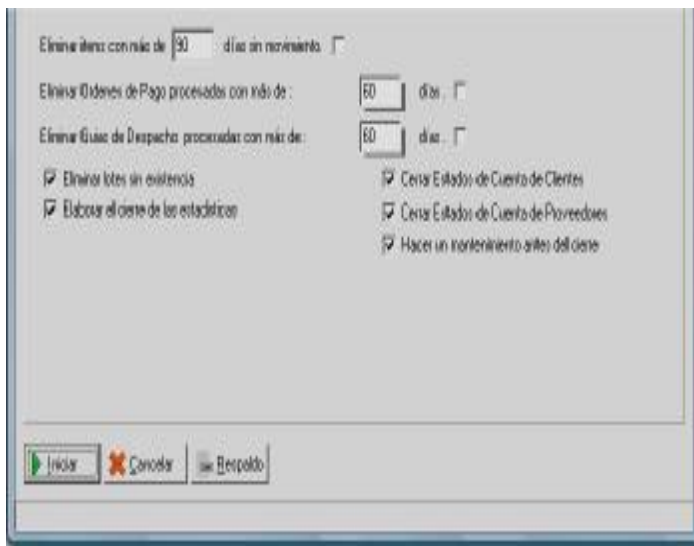 Eliminar items con más de 90 días sin movimiento.
Eliminar Ordenes de Pago procesadas con más de : 60 días .
Eliminar Guias de Despacho procesadas con más de : 60 días .
Eliminar lotes sin existencia
Elaborar el cierre de las estadísticas
Cerrar Estados de Cuenta de Clientes
Cerrar Estados de Cuenta de Proveedores
Hacer un mantenimiento antes del cierre
Iniciar Cancelar Respaldo